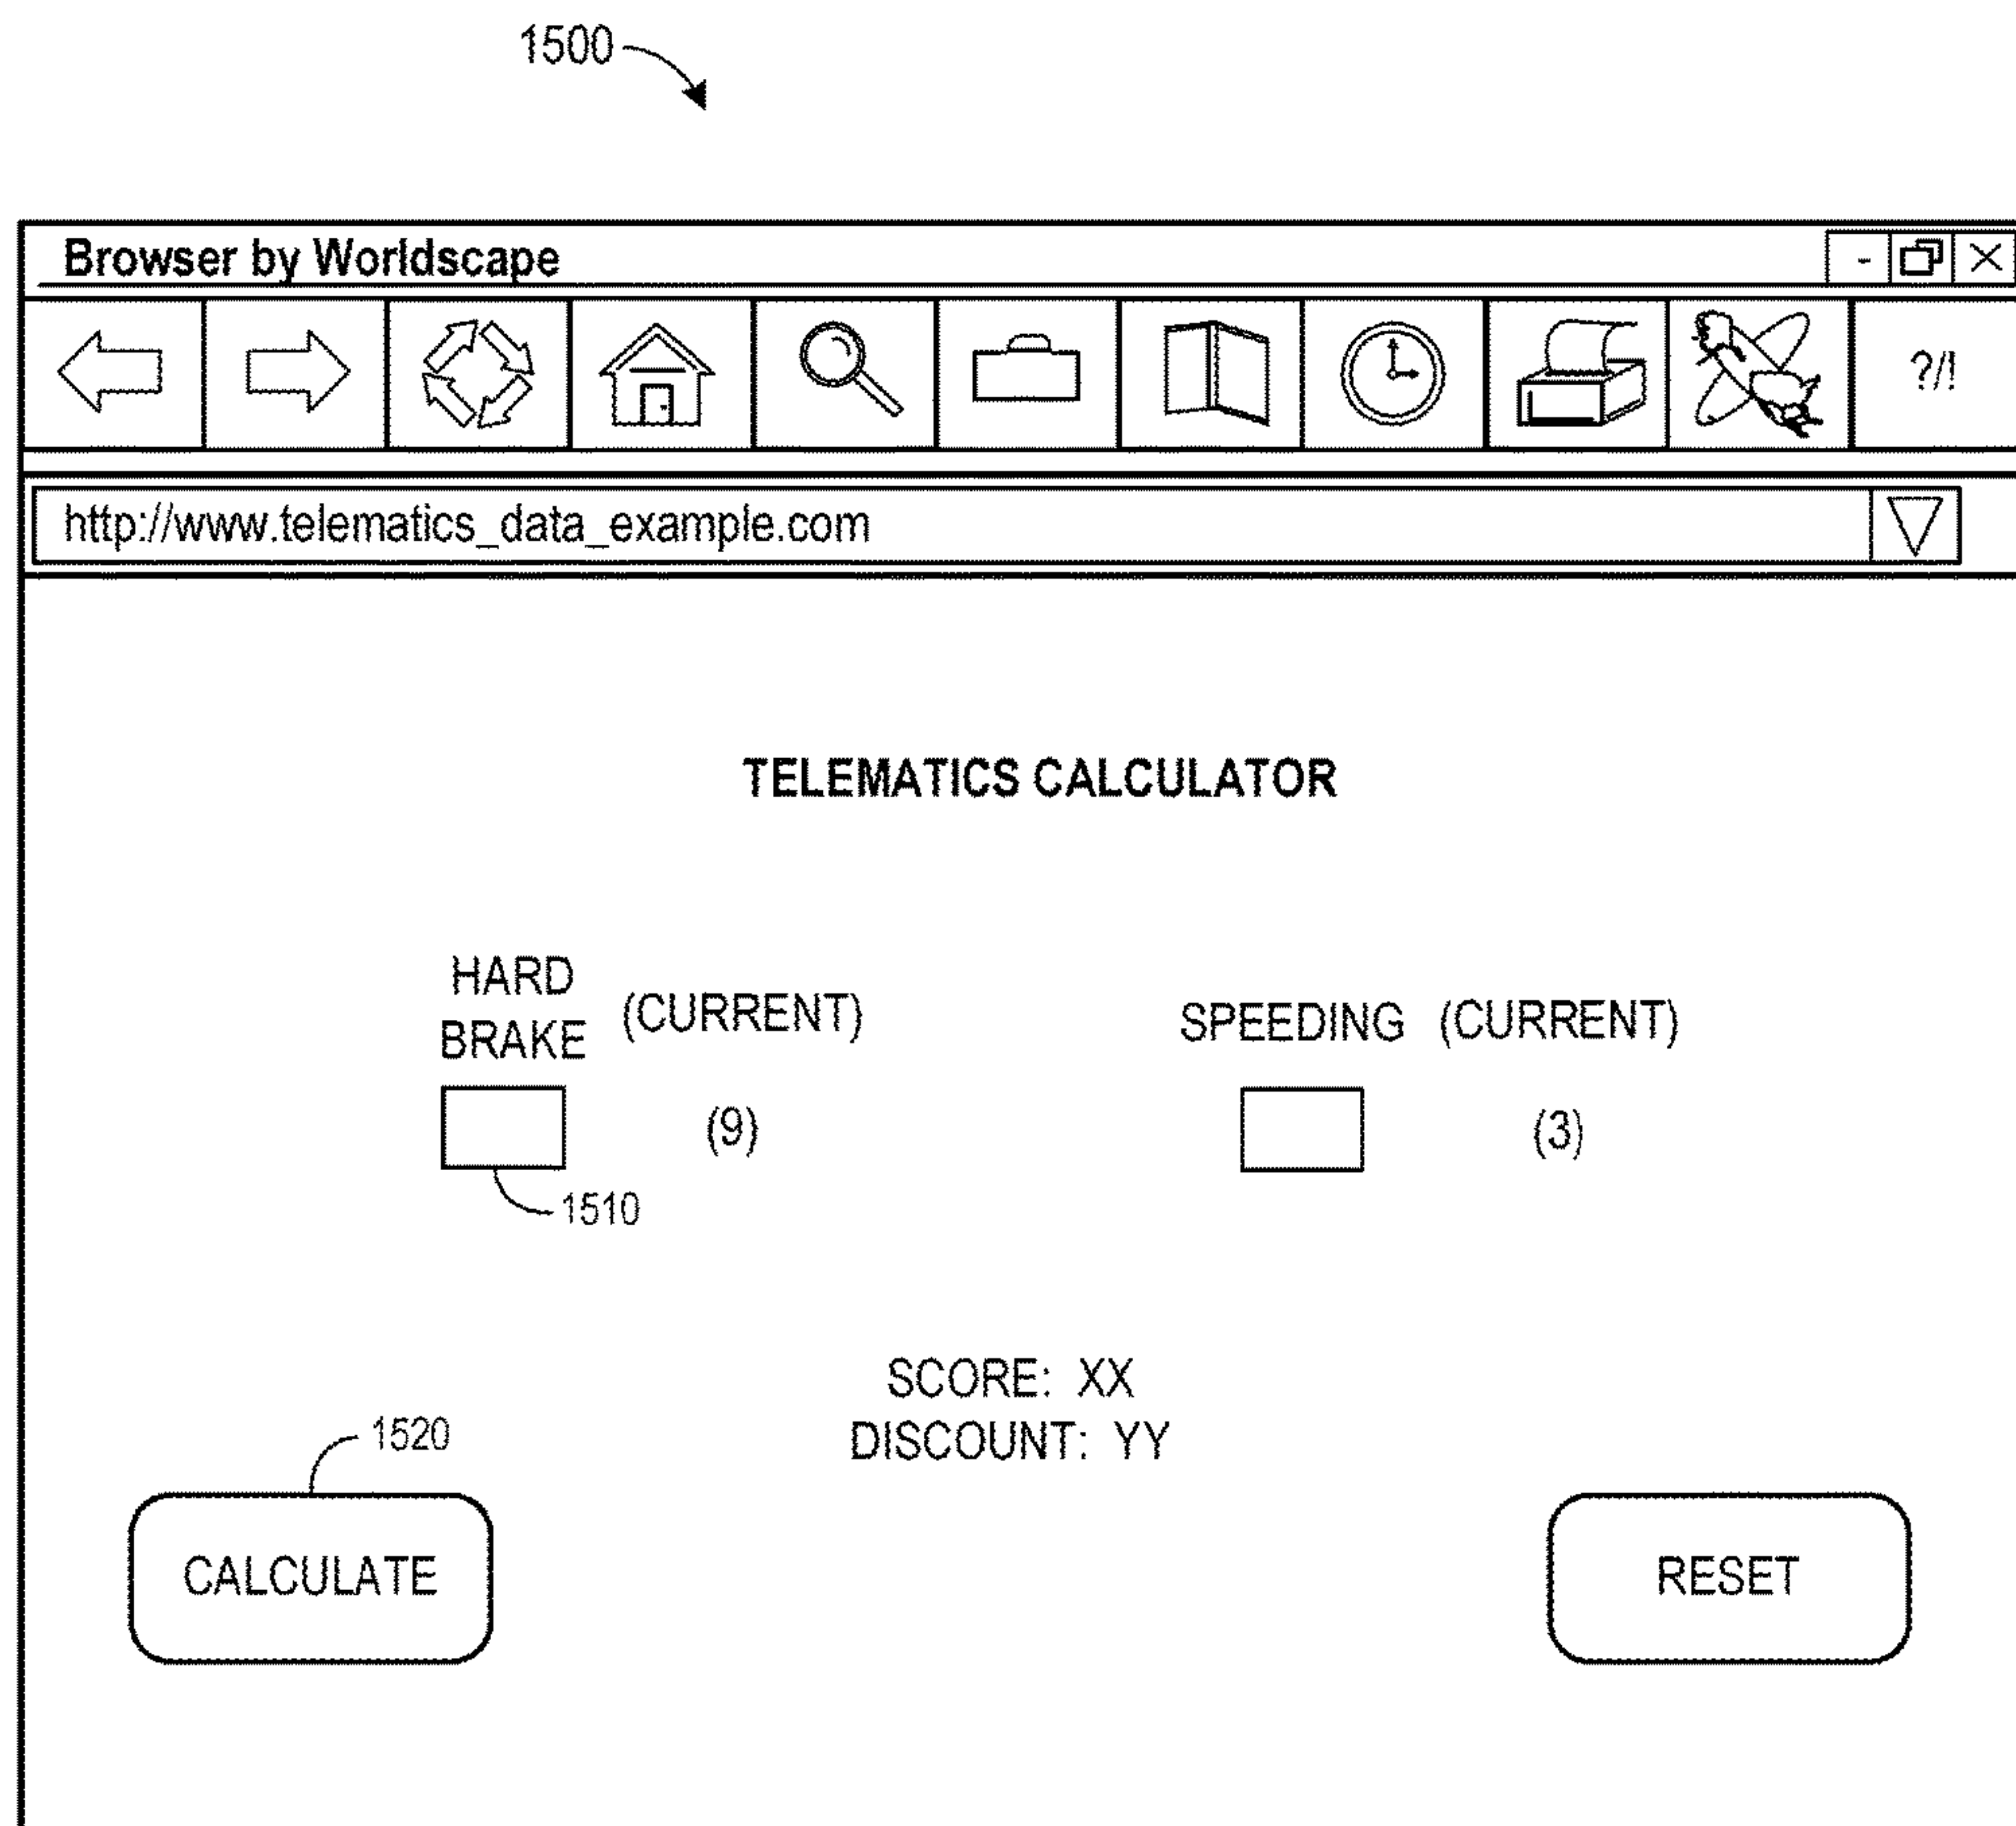 1500
Browser by Worldscape
?/!
http://www.telematics_data_example.com
TELEMATICS CALCULATOR
HARD
BRAKE
(CURRENT)
SPEEDING (CURRENT)
(9)
(3)
1510
SCORE: XX
DISCOUNT: YY
1520
CALCULATE
RESET